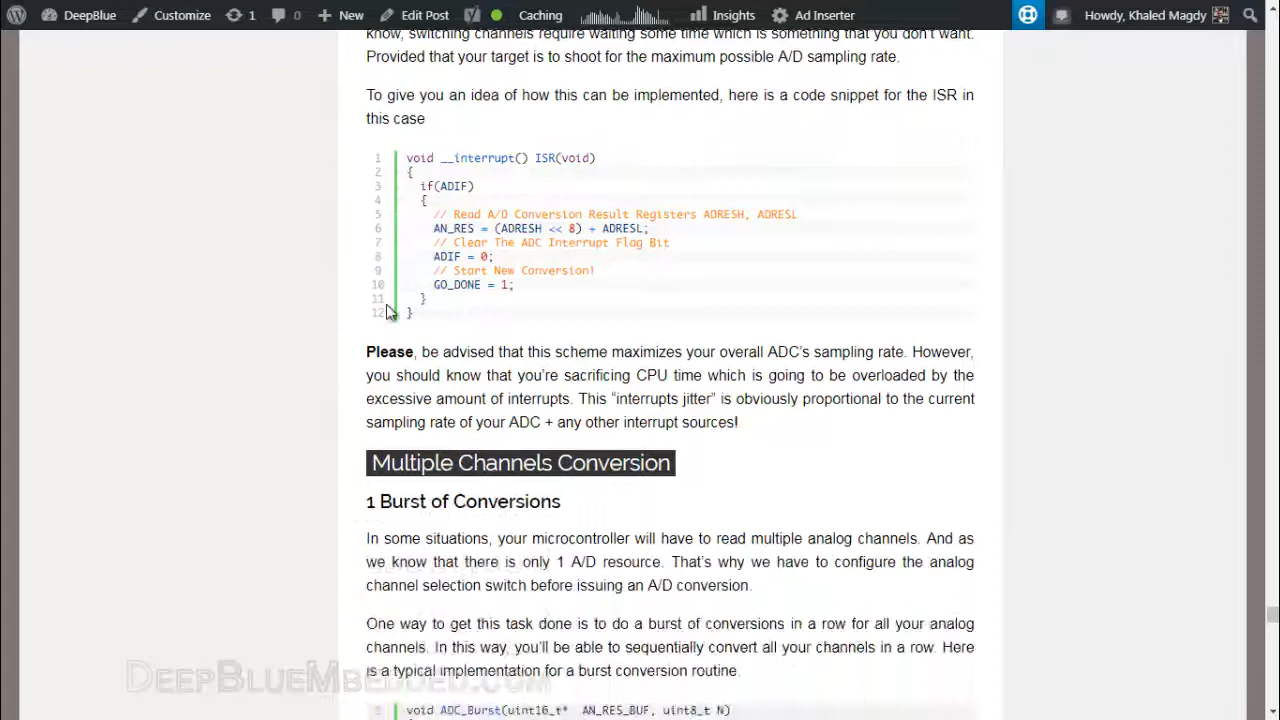 DeepBlue Customize 1 0 New Edit Post Caching Insights Ad Inserter Howdy, Khaled Magdy
know, switching channels require waiting some time which is something that you don't want.
Provided that your target is to shoot for the maximum possible A/D sampling rate.
To give you an idea of how this can be implemented, here is a code snippet for the ISR in
this case
1 void __interrupt() ISR(void)
2 {
3 if(ADIF)
4 {
5 // Read A/D Conversion Result Registers ADRESH, ADRESL
6 AN_RES = (ADRESH << 8) + ADRESL;
7 // Clear The ADC Interrupt Flag Bit
8 ADIF = 0;
9 // Start New Conversion!
10 GO_DONE = 1;
11 }
12 }
Please, be advised that this scheme maximizes your overall ADC's sampling rate. However,
you should know that you're sacrificing CPU time which is going to be overloaded by the
excessive amount of interrupts. This "interrupts jitter" is obviously proportional to the current
sampling rate of your ADC + any other interrupt sources!
Multiple Channels Conversion
1 Burst of Conversions
In some situations, your microcontroller will have to read multiple analog channels. And as
we know that there is only 1 A/D resource. That's why we have to configure the analog
channel selection switch before issuing an A/D conversion.
One way to get this task done is to do a burst of conversions in a row for all your analog
channels. In this way, you'll be able to sequentially convert all your channels in a row. Here
is a typical implementation for a burst conversion routine.
DeepBlueMbedded.com
void ADC_Burst(uint16_t* AN_RES_BUF, uint8_t N)